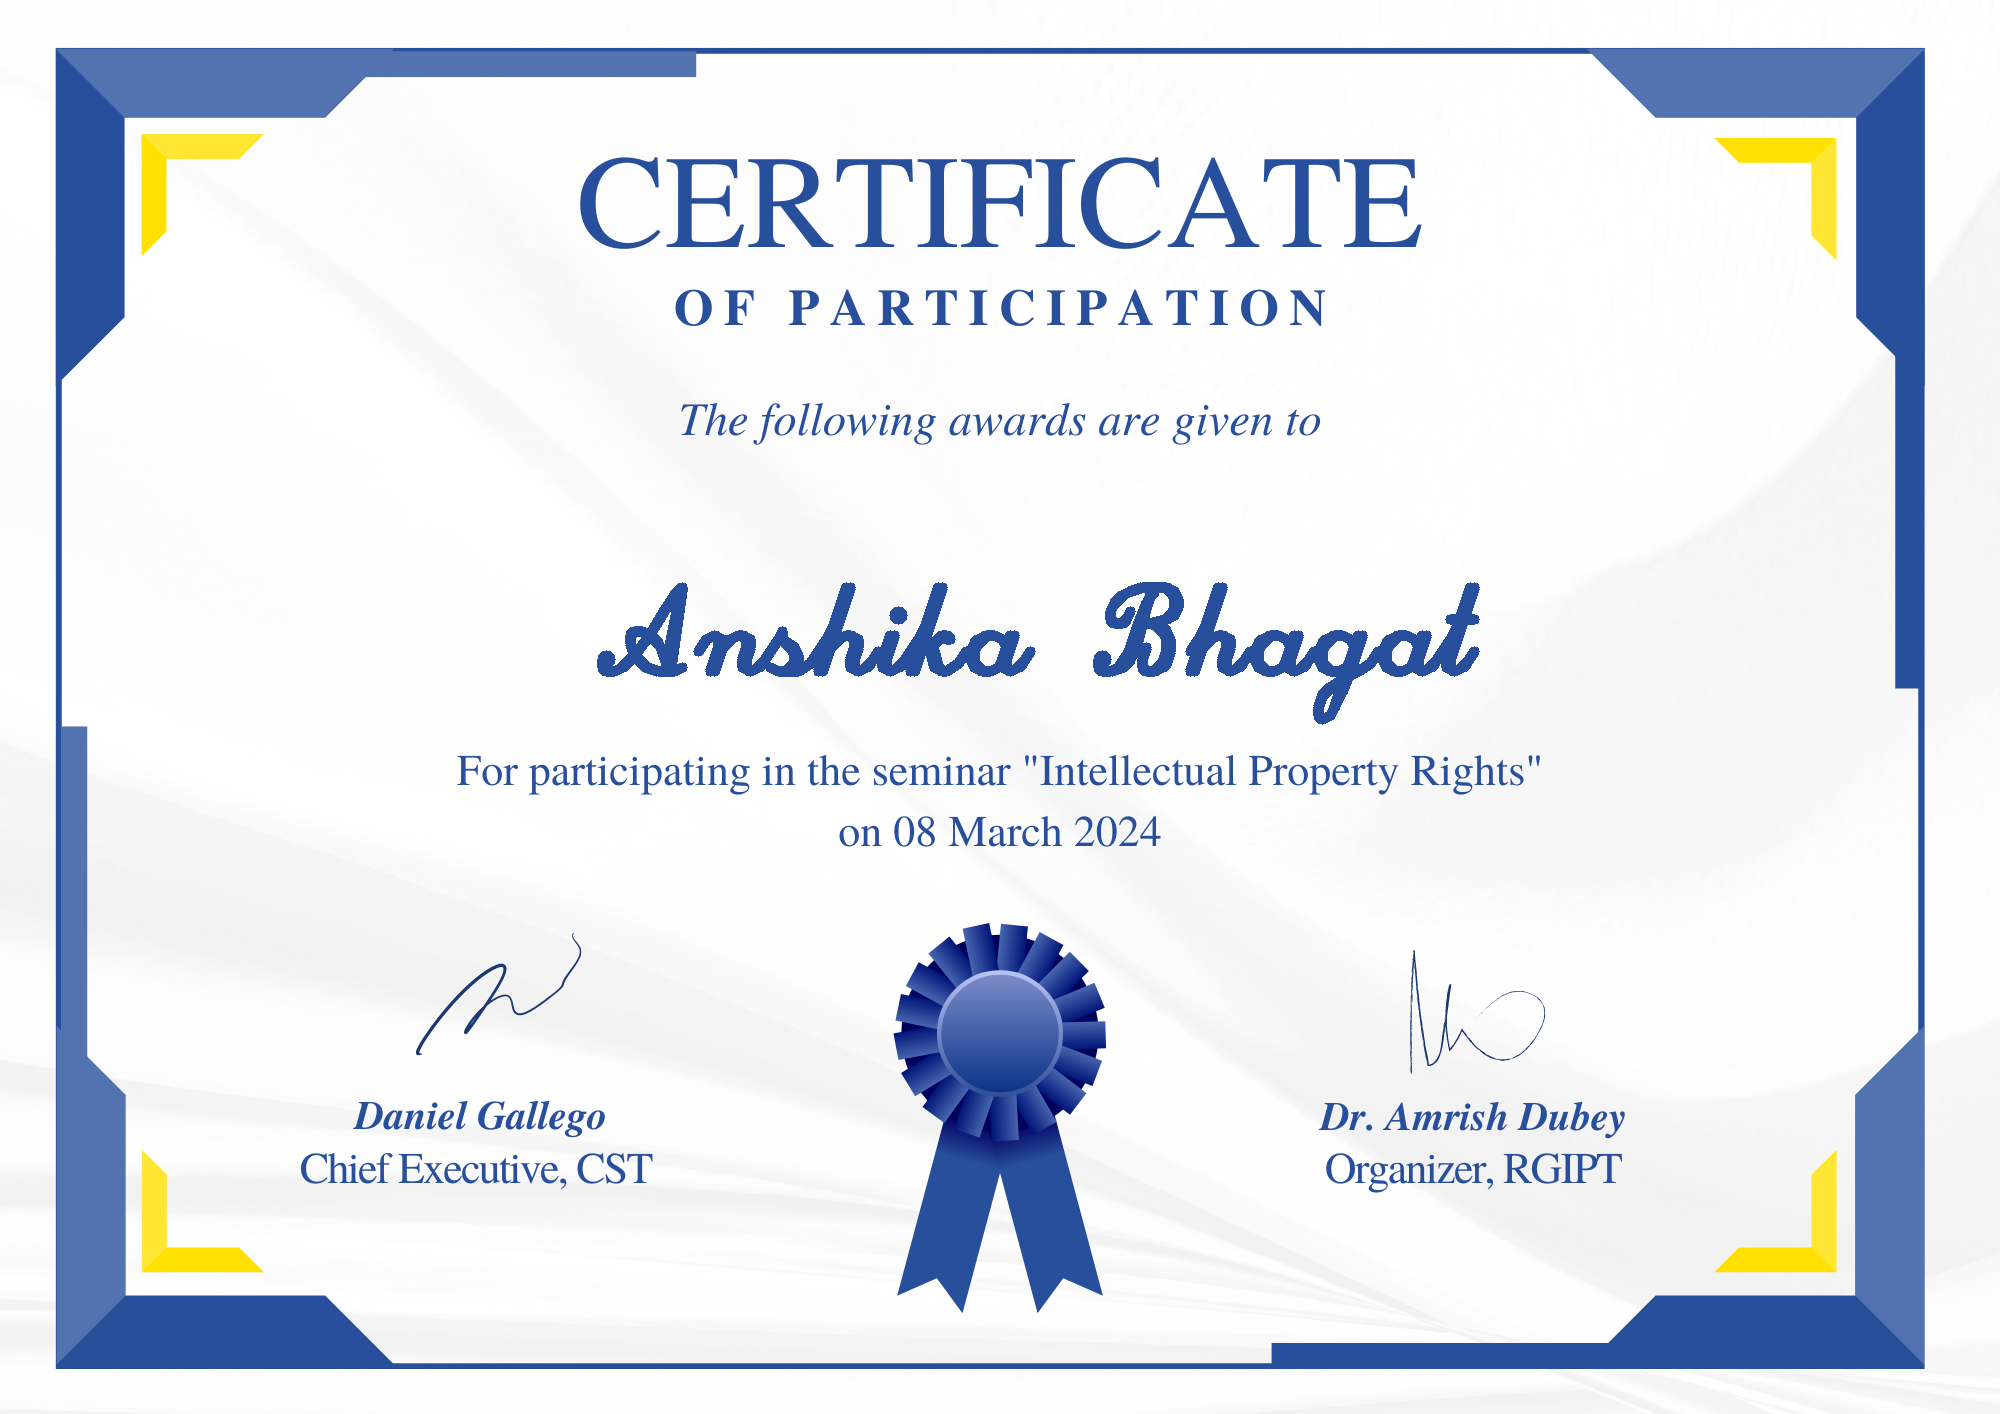 CERTIFICATE
OF PARTICIPATION
The following awards are given to
Anshika Bhagat
For participating in the seminar "Intellectual Property Rights"
on 08 March 2024
Daniel Gallego
Chief Executive, CST
Dr. Amrish Dubey
Organizer, RGIPT